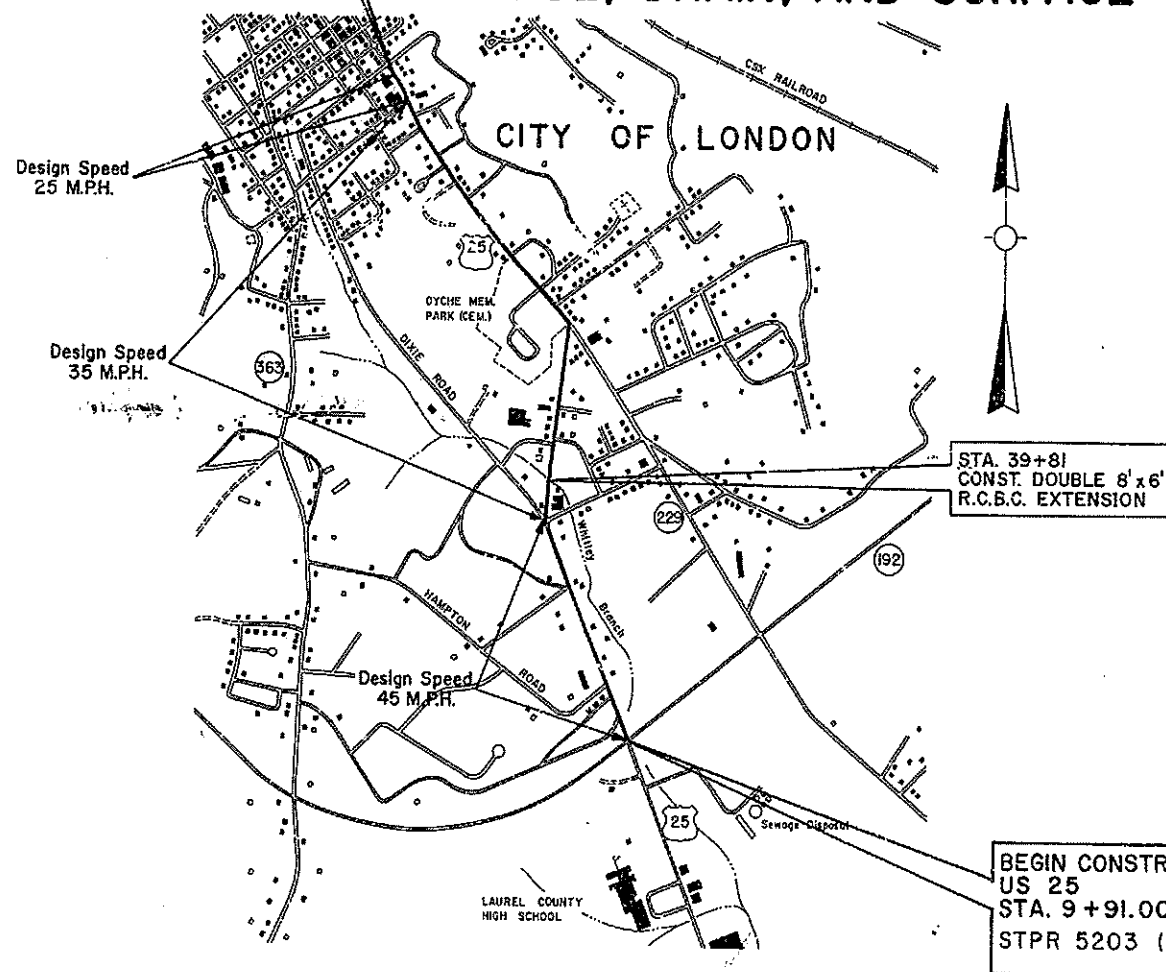 CSX RAILROAD
CITY OF LONDON
Design Speed
25 M.P.H.
25
OYCHE MEM.
PARK (CEM.)
DIXIE
ROAD
Design Speed
35 M.P.H.
363
STA. 39+81
CONST. DOUBLE 8'x6'
R.C.B.C. EXTENSION
229
Whitley
Branch
192
HAMPTON
ROAD
Design Speed
45 M.P.H.
25
Sewage Disposal
BEGIN CONSTR
US 25
STA. 9+91.00
STPR 5203 (
LAUREL COUNTY
HIGH SCHOOL